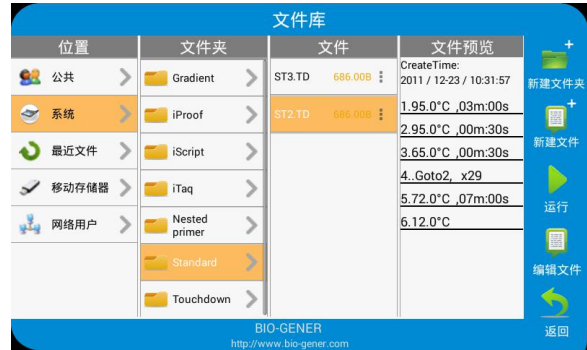 文件库
位置
文件夹
文件
文件预览
公共
系统
最近文件
移动存储器
网络用户
Gradient
iProof
iScript
iTaq
Nested
primer
Standard
Touchdown
ST3.TD 686.00B
ST2.TD 686.00B
CreateTime:
2011 / 12-23 / 10:31:57
1.95.0°C ,03m:00s
2.95.0°C ,00m:30s
3.65.0°C ,00m:30s
4..Goto2, x29
5.72.0°C ,07m:00s
6.12.0°C
新建文件夹
新建文件
运行
编辑文件
返回
BIO-GENER
http://www.bio-gener.com